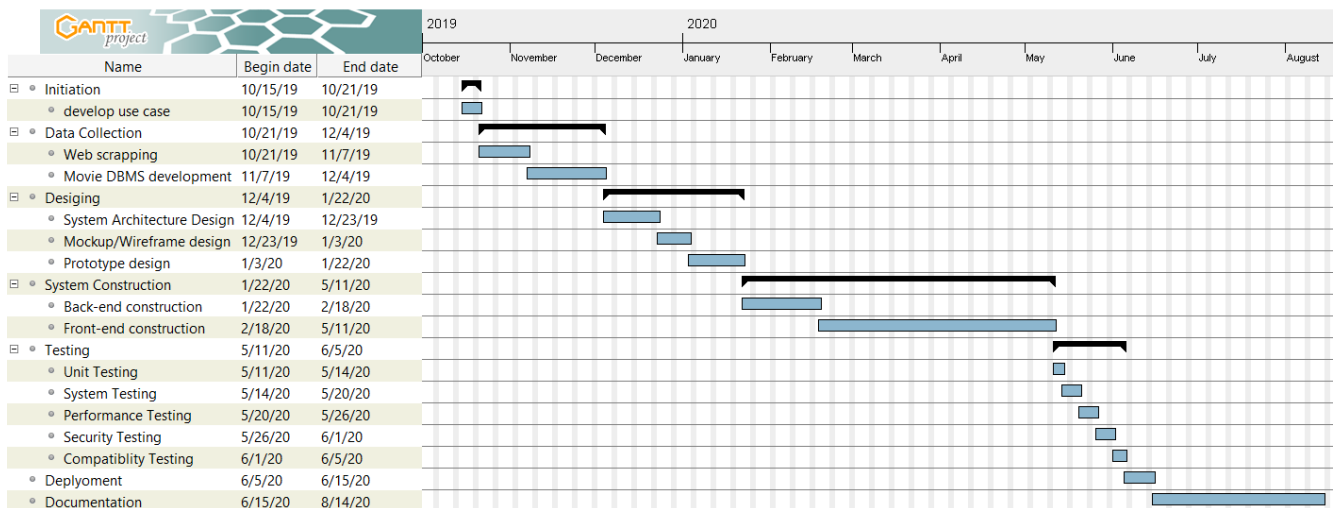 GANTT project
2019 2020
October November December January February March April May June July August
Name Begin date End date
Initiation 10/15/19 10/21/19
develop use case 10/15/19 10/21/19
Data Collection 10/21/19 12/4/19
Web scrapping 10/21/19 11/7/19
Movie DBMS development 11/7/19 12/4/19
Desiging 12/4/19 1/22/20
System Architecture Design 12/4/19 12/23/19
Mockup/Wireframe design 12/23/19 1/3/20
Prototype design 1/3/20 1/22/20
System Construction 1/22/20 5/11/20
Back-end construction 1/22/20 2/18/20
Front-end construction 2/18/20 5/11/20
Testing 5/11/20 6/5/20
Unit Testing 5/11/20 5/14/20
System Testing 5/14/20 5/20/20
Performance Testing 5/20/20 5/26/20
Security Testing 5/26/20 6/1/20
Compatiblity Testing 6/1/20 6/5/20
Deplyoment 6/5/20 6/15/20
Documentation 6/15/20 8/14/20